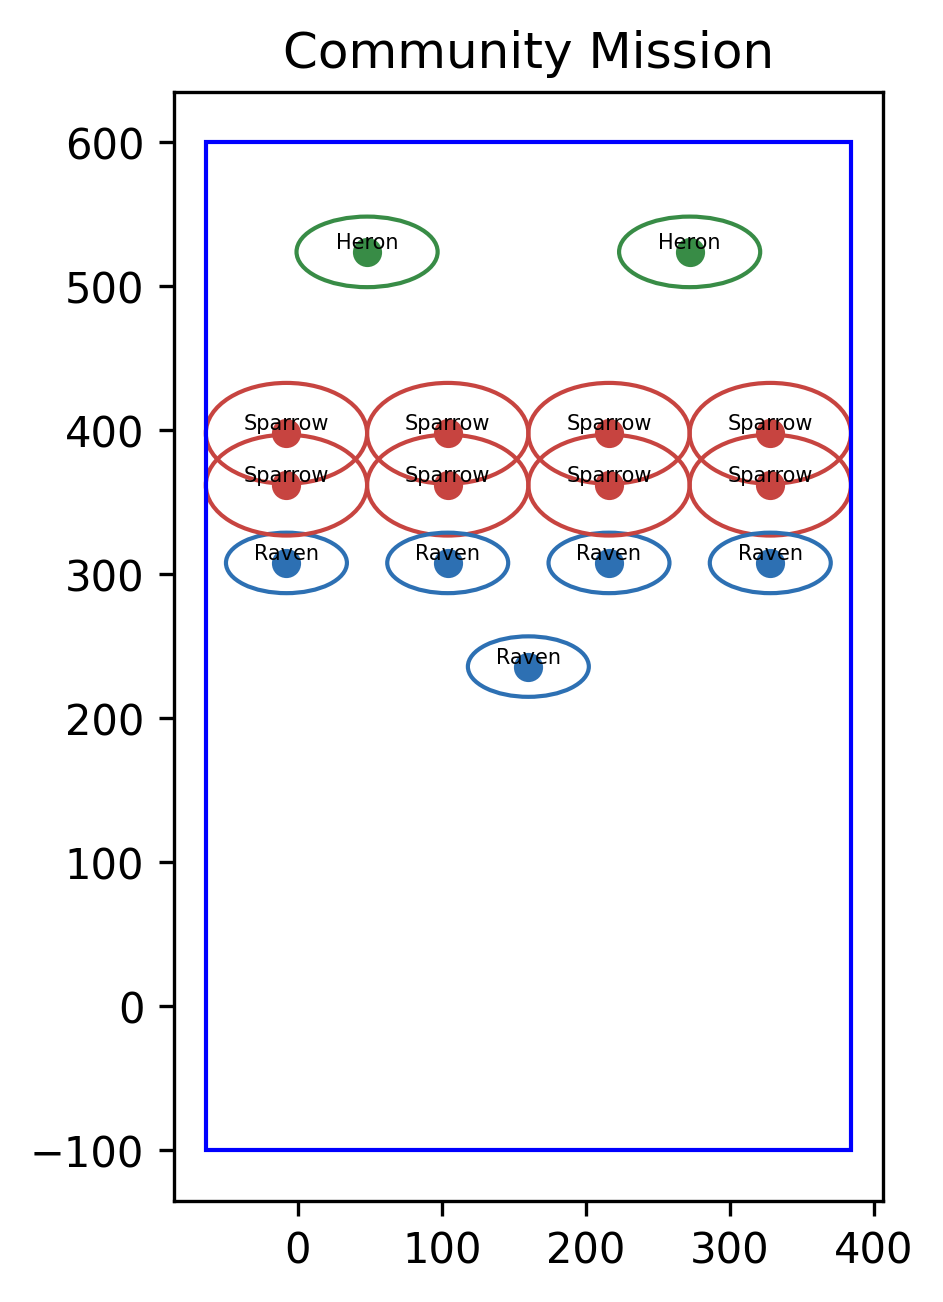 Community Mission
600
Heron Heron
500
400
Sparrow Sparrow Sparrow Sparrow
Sparrow Sparrow Sparrow Sparrow
300
Raven Raven Raven Raven
Raven
200
100
0
−100
0 100 200 300 400